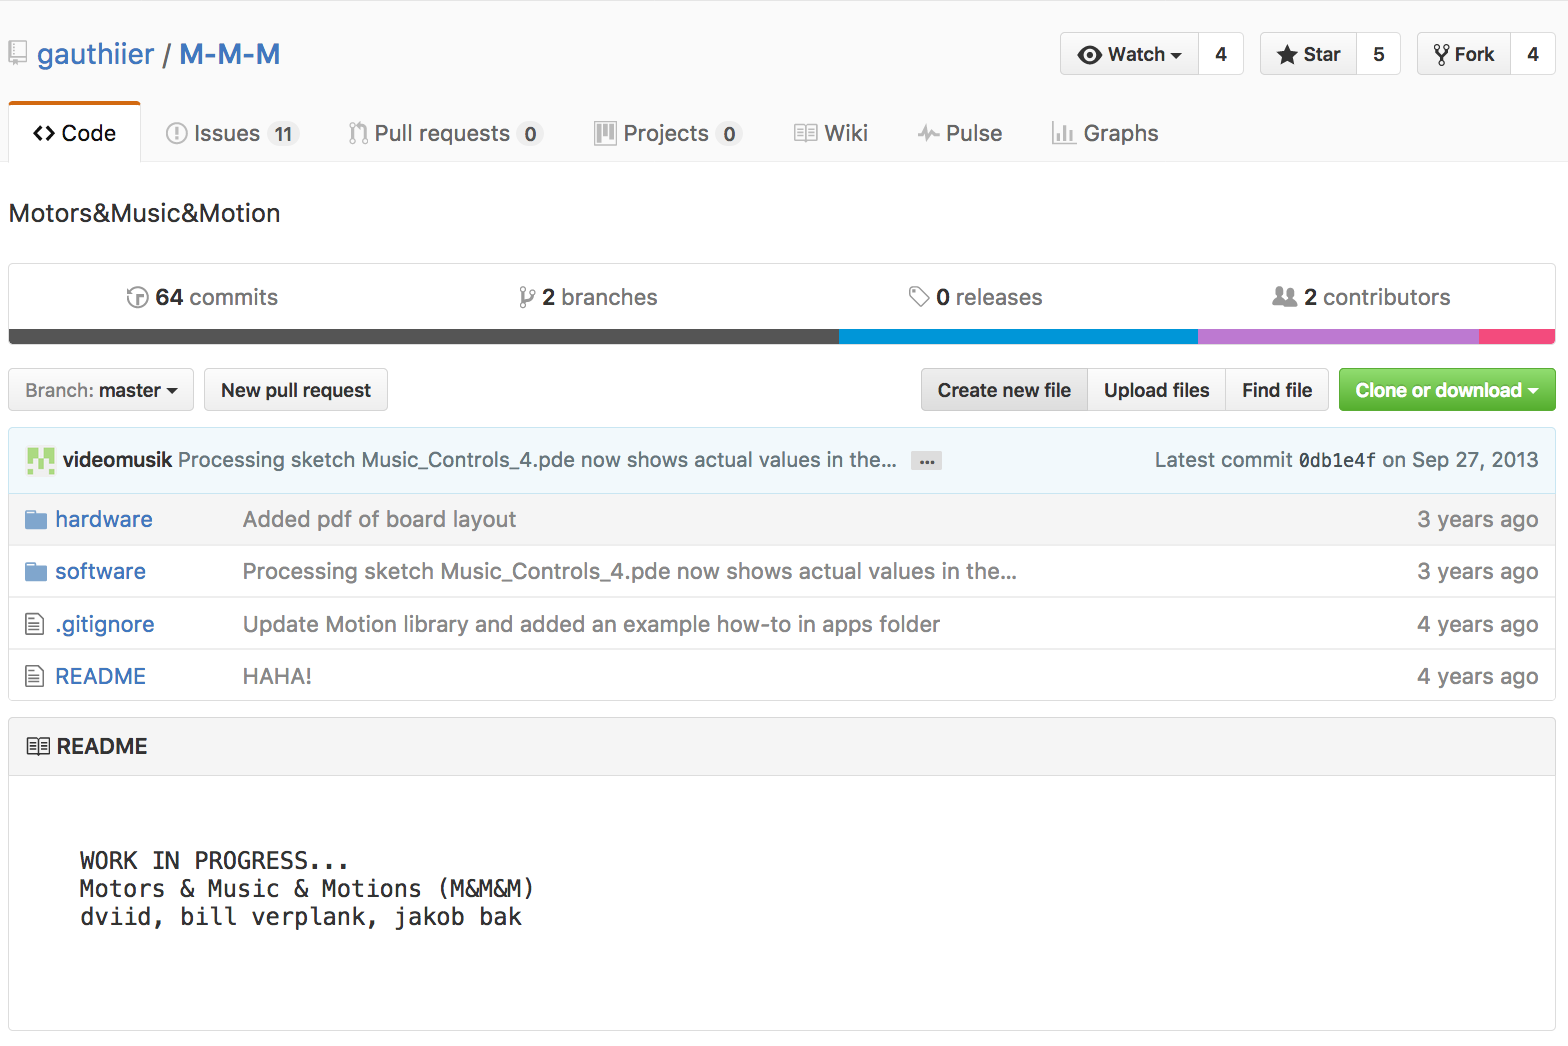 gauthiier / M-M-M
Watch 4 Star 5 Fork 4
Code Issues 11 Pull requests 0 Projects 0 Wiki Pulse Graphs
Motors&Music&Motion
64 commits 2 branches 0 releases 2 contributors
Branch: master New pull request Create new file Upload files Find file Clone or download
videomusik Processing sketch Music_Controls_4.pde now shows actual values in the... ... Latest commit 0db1e4f on Sep 27, 2013
hardware Added pdf of board layout 3 years ago
software Processing sketch Music_Controls_4.pde now shows actual values in the... 3 years ago
.gitignore Update Motion library and added an example how-to in apps folder 4 years ago
README HAHA! 4 years ago
README
WORK IN PROGRESS...
Motors & Music & Motions (M&M&M)
dviid, bill verplank, jakob bak